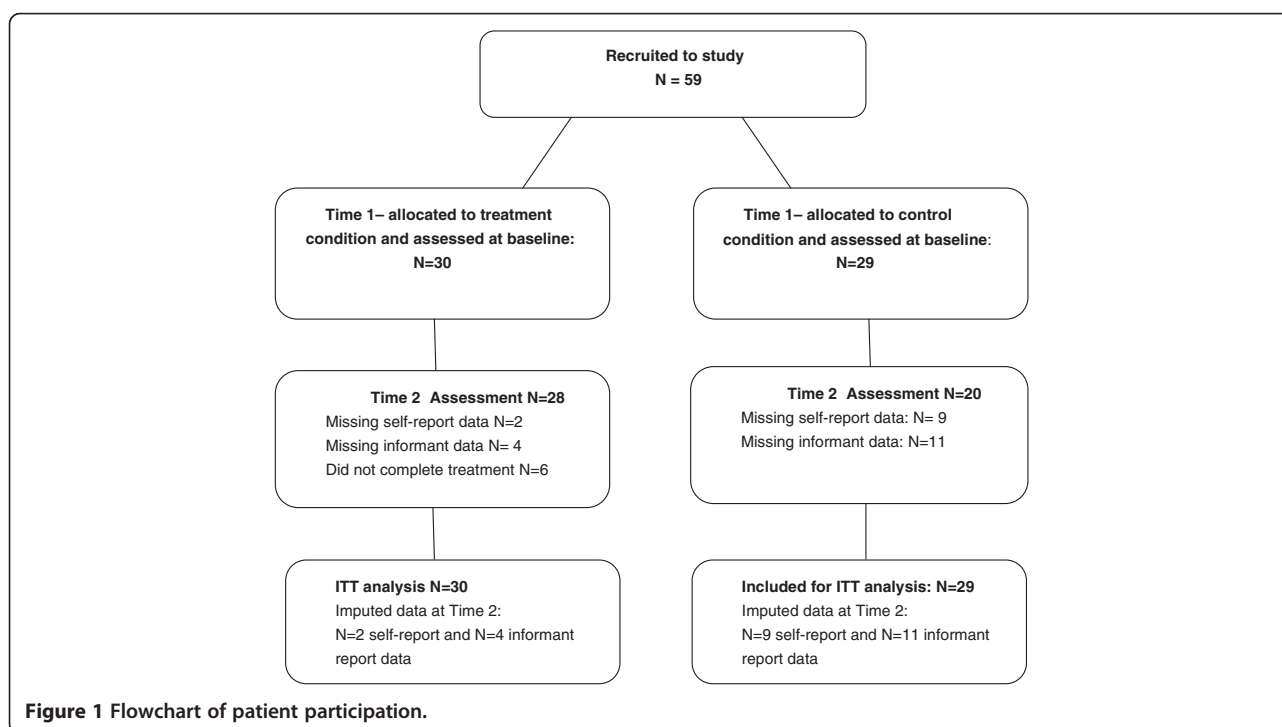 Recruited to study
N = 59
Time 1– allocated to treatment
condition and assessed at baseline:
N=30
Time 1– allocated to control
condition and assessed at baseline:
N=29
Time 2 Assessment N=28
Missing self-report data N=2
Missing informant data N= 4
Did not complete treatment N=6
Time 2 Assessment N=20
Missing self-report data: N= 9
Missing informant data: N=11
ITT analysis N=30
Imputed data at Time 2:
N=2 self-report and N=4 informant
report data
Included for ITT analysis: N=29
Imputed data at Time 2:
N=9 self-report and N=11 informant
report data
Figure 1 Flowchart of patient participation.